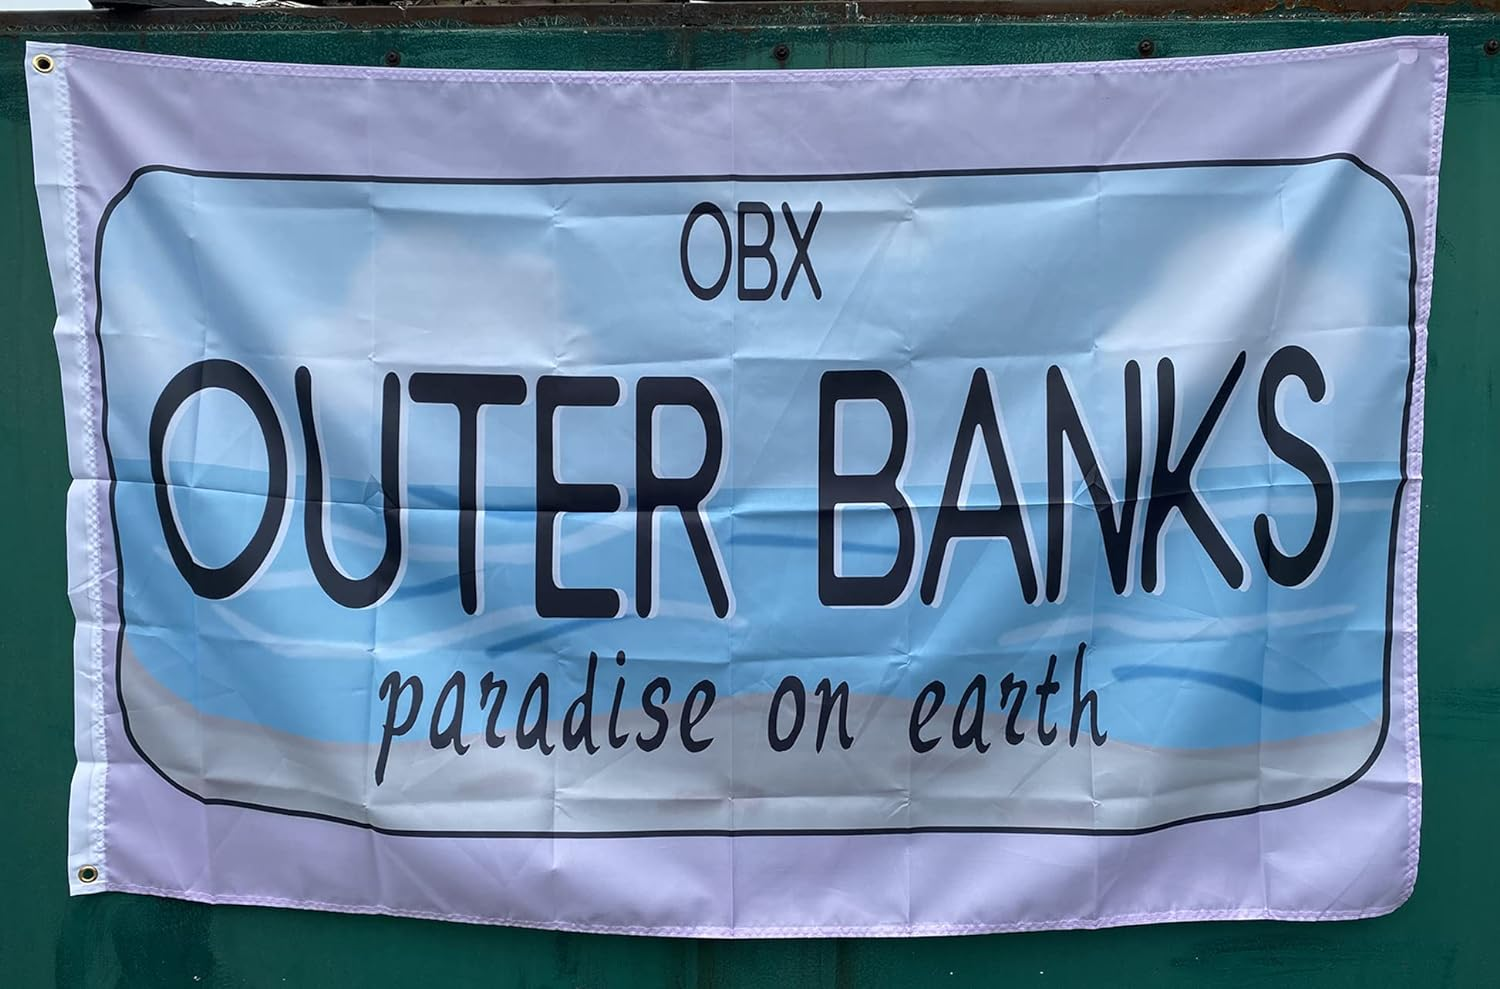 OBX
OUTER BANKS
paradise on earth